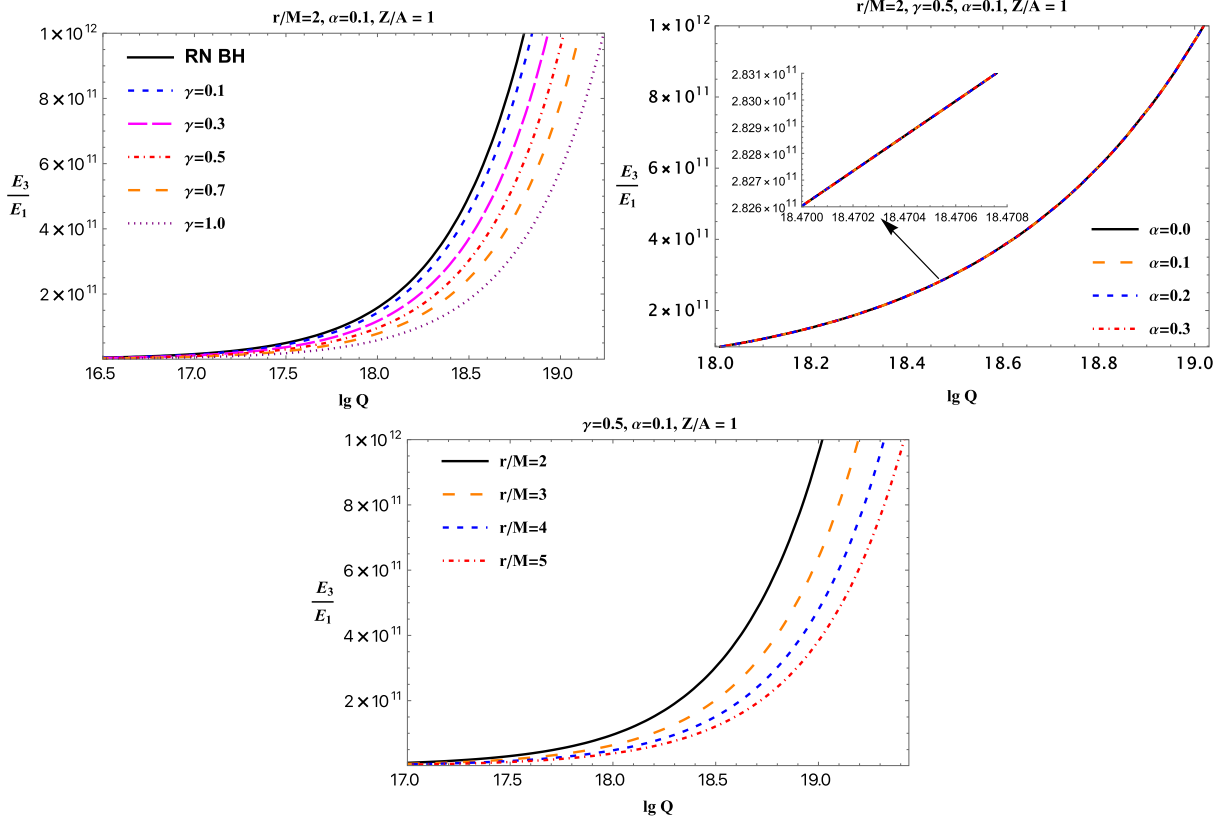 r/M=2, α=0.1, Z/A = 1
1×10¹²
8×10¹¹
6×10¹¹
4×10¹¹
2×10¹¹
E₃
E₁
RN BH
γ=0.1
γ=0.3
γ=0.5
γ=0.7
γ=1.0
16.5 17.0 17.5 18.0 18.5 19.0
lg Q
r/M=2, γ=0.5, α=0.1, Z/A = 1
1×10¹²
8×10¹¹
6×10¹¹
4×10¹¹
2×10¹¹
E₃
E₁
2.831×10¹¹
2.830×10¹¹
2.829×10¹¹
2.828×10¹¹
2.827×10¹¹
2.826×10¹¹
18.4700 18.4702 18.4704 18.4706 18.4708
α=0.0
α=0.1
α=0.2
α=0.3
18.0 18.2 18.4 18.6 18.8 19.0
lg Q
γ=0.5, α=0.1, Z/A = 1
1×10¹²
8×10¹¹
6×10¹¹
4×10¹¹
2×10¹¹
E₃
E₁
r/M=2
r/M=3
r/M=4
r/M=5
17.0 17.5 18.0 18.5 19.0
lg Q